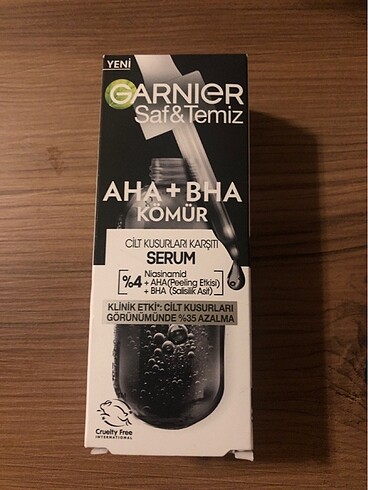 YENİ
GARNIER
Saf&Temiz
AHA+BHA
KÖMÜR
CİLT KUSURLARI KARŞITI
SERUM
%4 Niasinamid
+ AHA(Peeling Etkisi)
+ BHA (Salisilik Asit)
KLİNİK ETKİ*: CİLT KUSURLARI
GÖRÜNÜMÜNDE %35 AZALMA
Cruelty Free
INTERNATIONAL